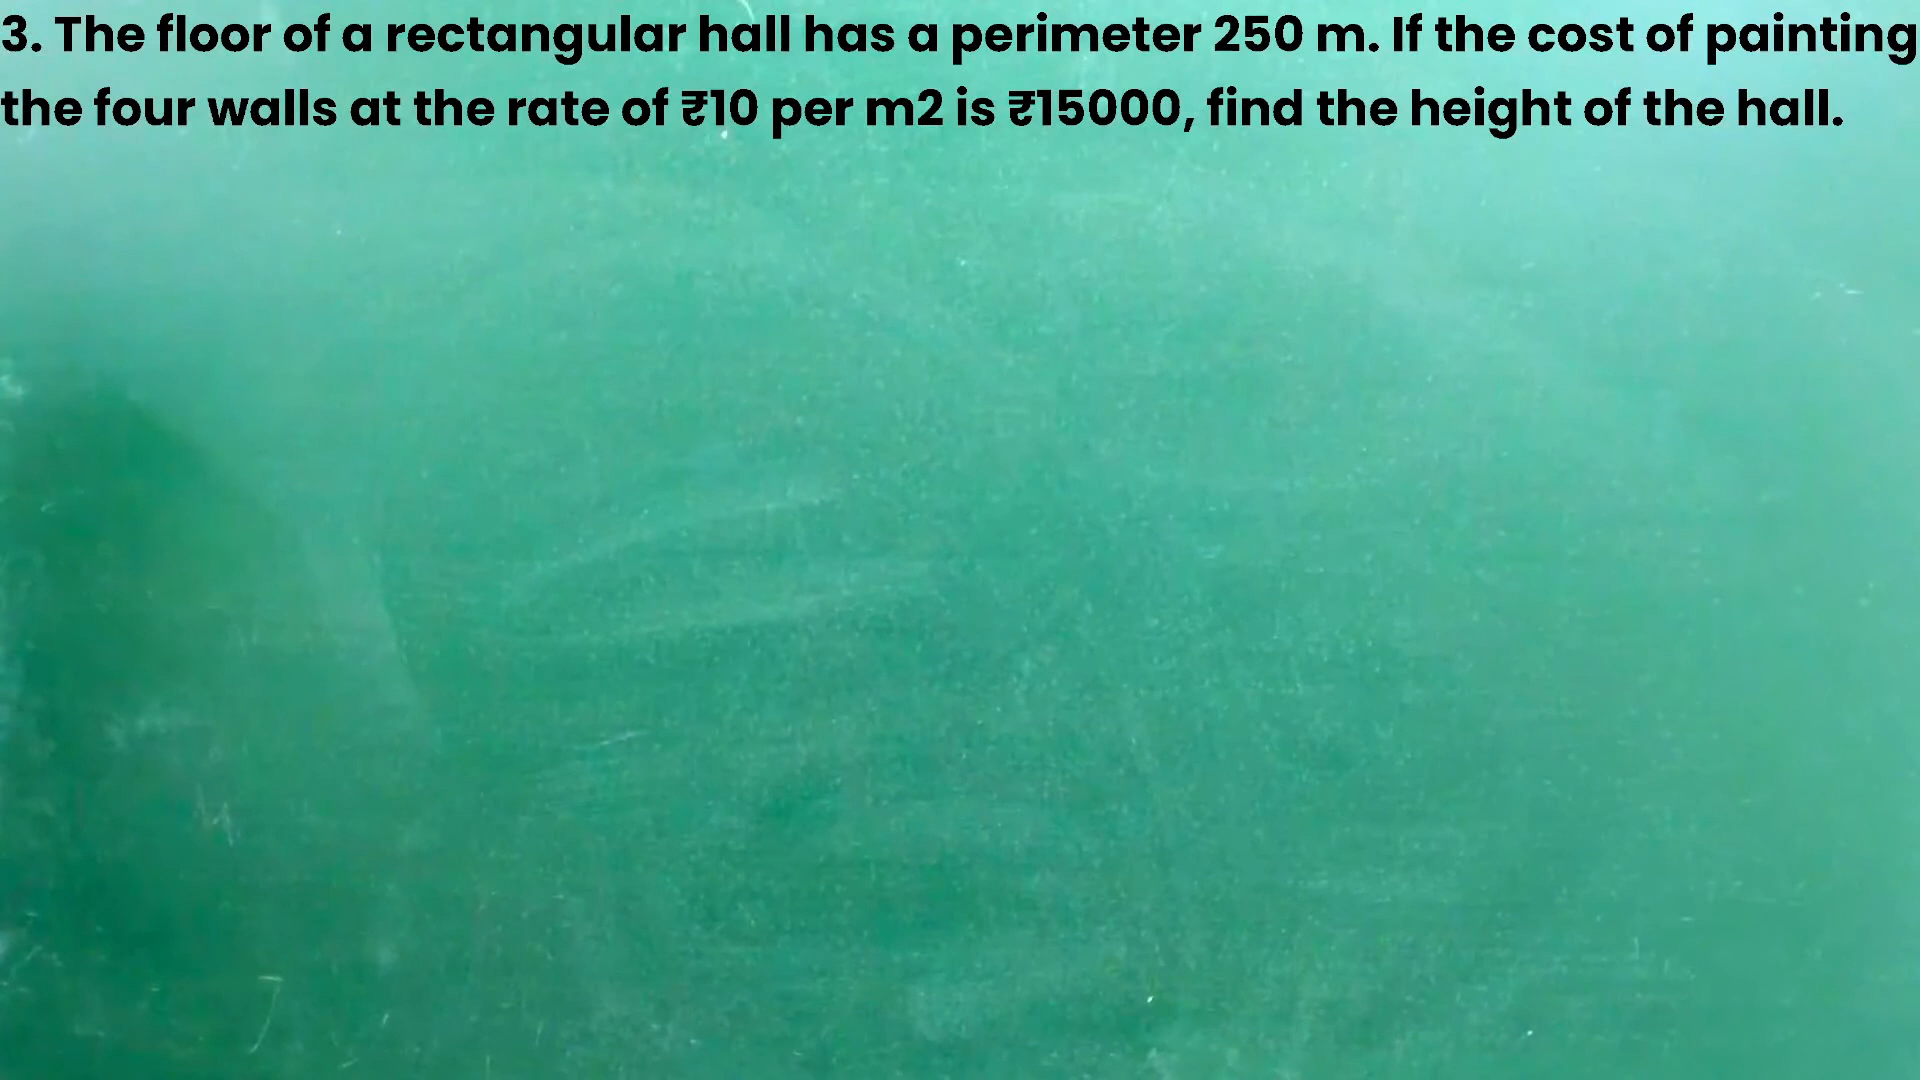 3. The floor of a rectangular hall has a perimeter 250 m. If the cost of painting
the four walls at the rate of ₹10 per m2 is ₹15000, find the height of the hall.